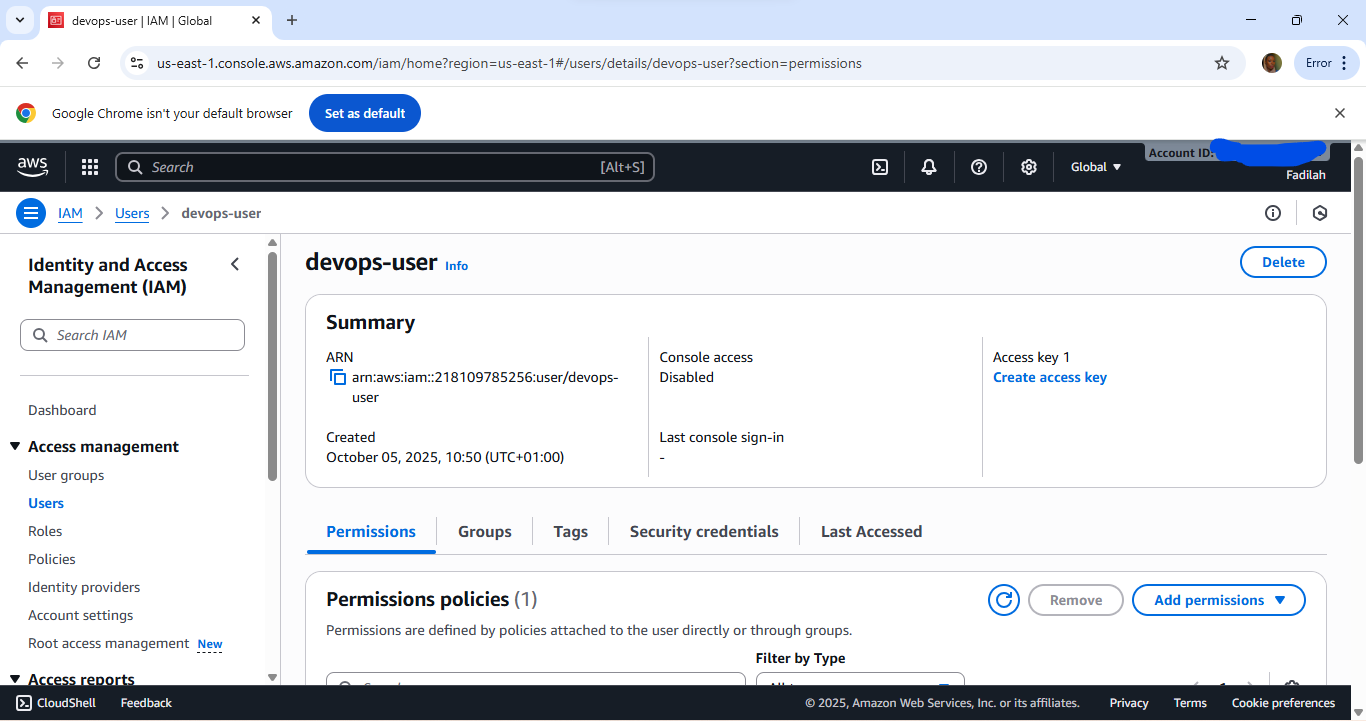 devops-user | IAM | Global
us-east-1.console.aws.amazon.com/iam/home?region=us-east-1#/users/details/devops-user?section=permissions
Error
Google Chrome isn't your default browser
Set as default
aws
Search
[Alt+S]
Global
Account ID:
Fadilah
IAM
Users
devops-user
Identity and Access
Management (IAM)
Search IAM
Dashboard
Access management
User groups
Users
Roles
Policies
Identity providers
Account settings
Root access management New
Access reports
devops-user Info
Delete
Summary
ARN
arn:aws:iam::218109785256:user/devops-
user
Created
October 05, 2025, 10:50 (UTC+01:00)
Console access
Disabled
Last console sign-in
-
Access key 1
Create access key
Permissions
Groups
Tags
Security credentials
Last Accessed
Permissions policies (1)
Remove
Add permissions
Permissions are defined by policies attached to the user directly or through groups.
Filter by Type
CloudShell
Feedback
© 2025, Amazon Web Services, Inc. or its affiliates.
Privacy
Terms
Cookie preferences